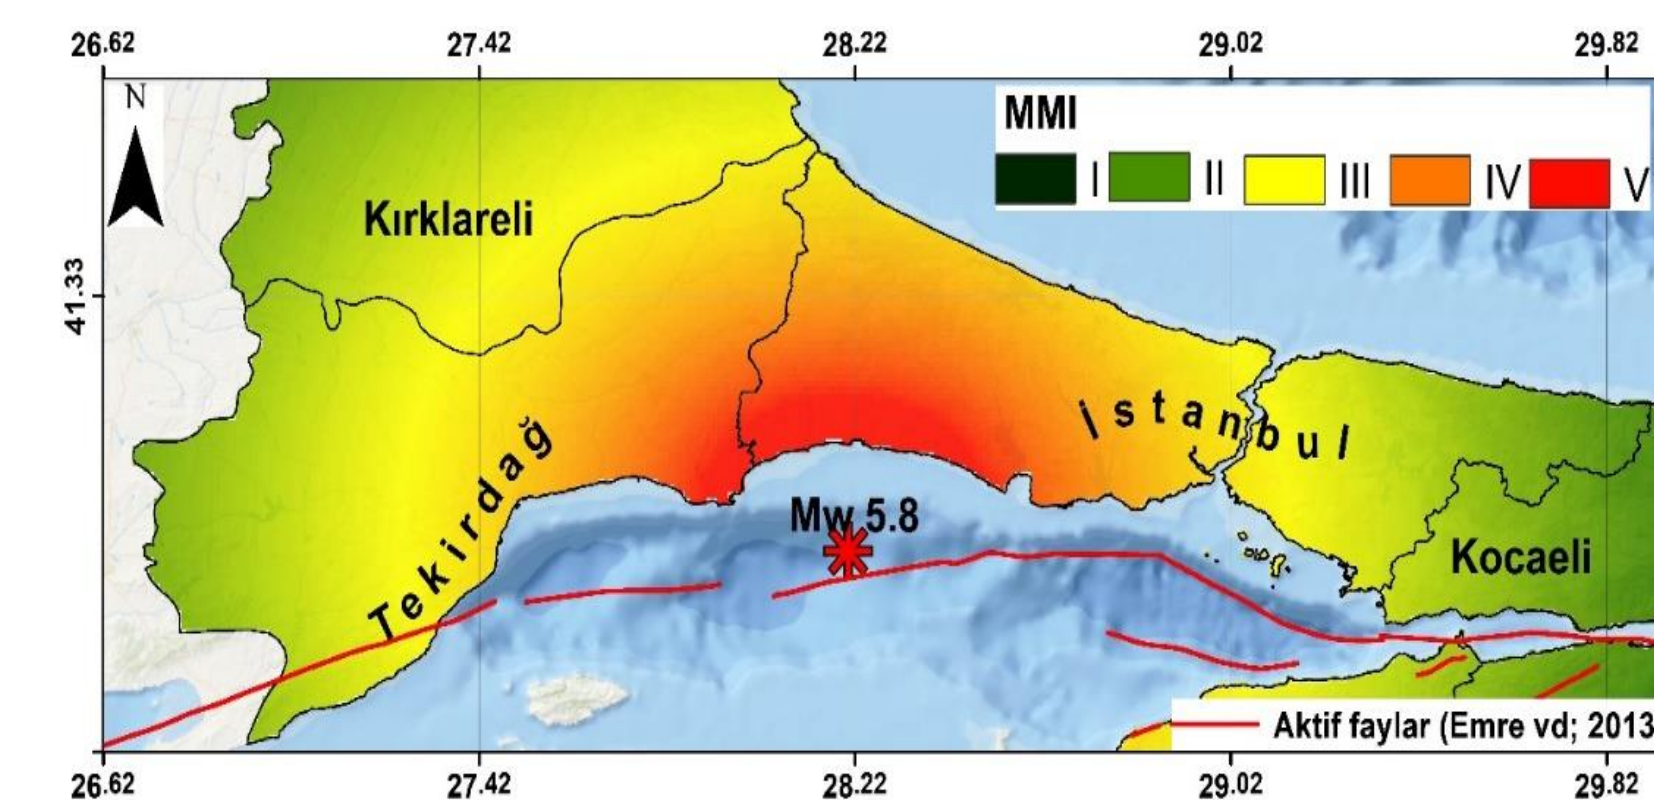 26.62 27.42 28.22 29.02 29.82
N
MMI
I II III IV V
Kırklareli
41.33
İstanbul
Tekirdağ
Mw 5.8
Kocaeli
Aktif faylar (Emre vd; 2013
26.62 27.42 28.22 29.02 29.82